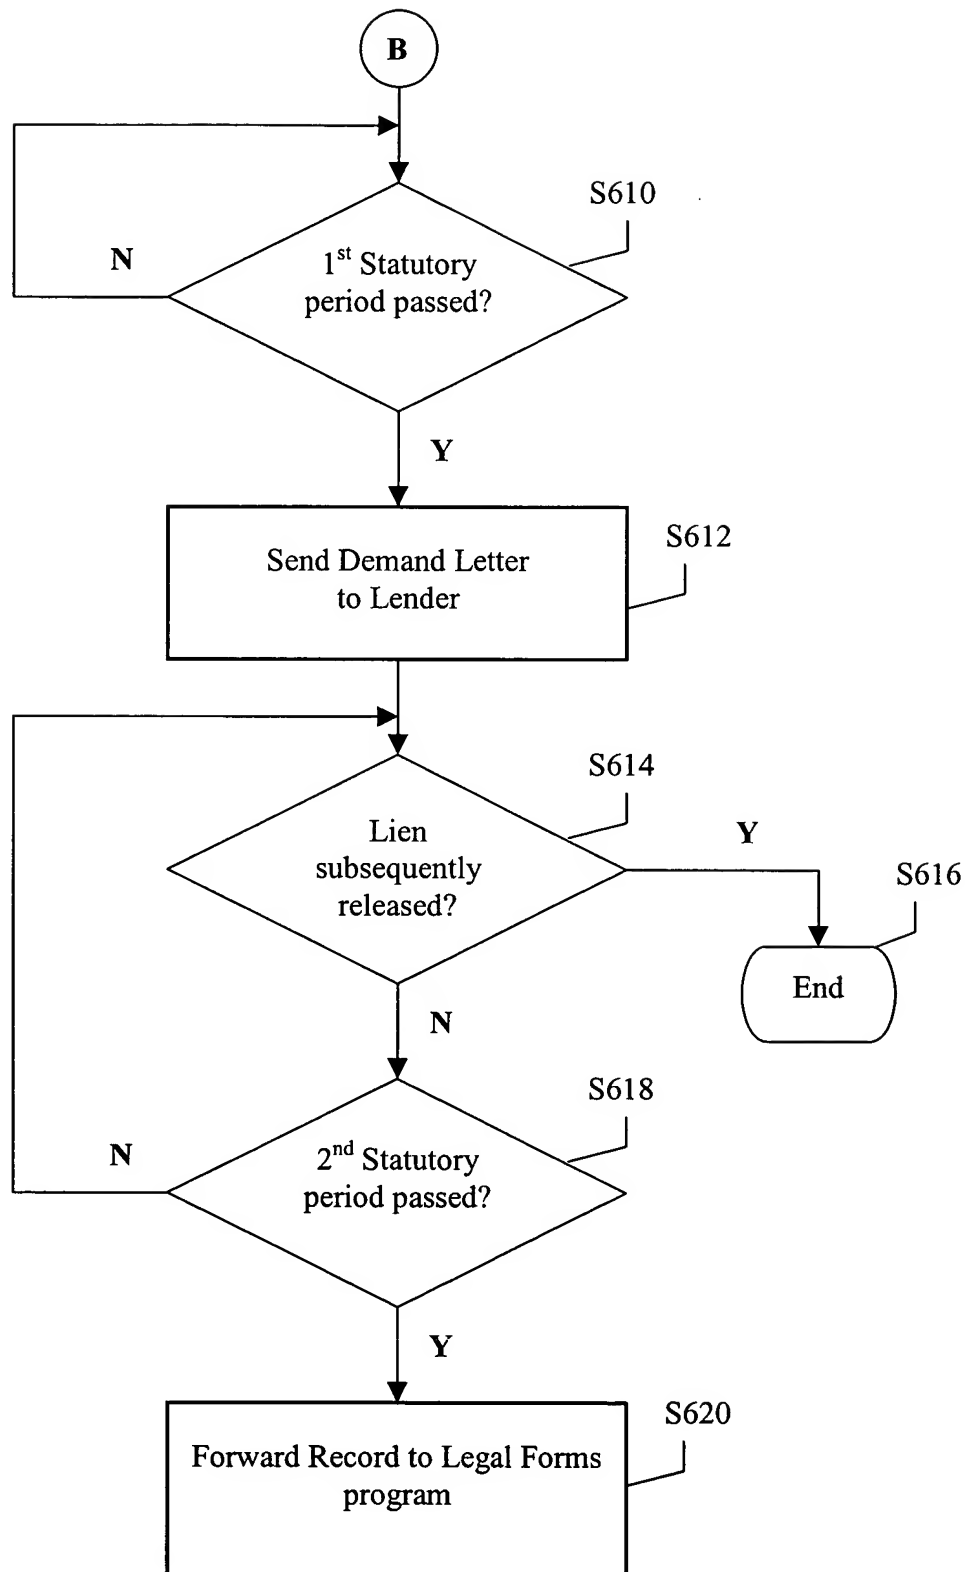 B
S610
N
1st Statutory
period passed?
Y
S612
Send Demand Letter
to Lender
S614
Lien
subsequently
released?
Y
S616
End
N
S618
N
2nd Statutory
period passed?
Y
S620
Forward Record to Legal Forms
program